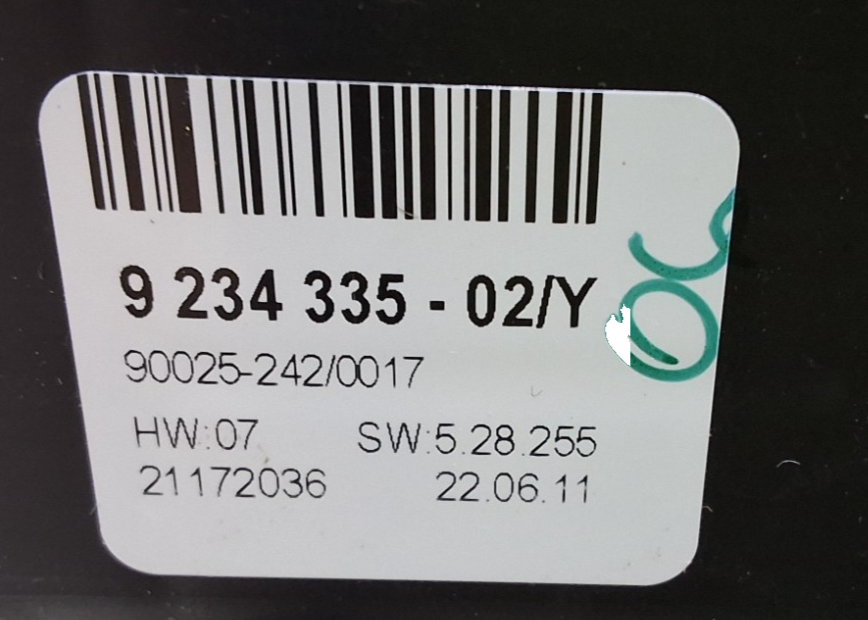 9 234 335 - 02/Y
90025-242/0017
HW:07 SW:5.28.255
21172036 22.06.11